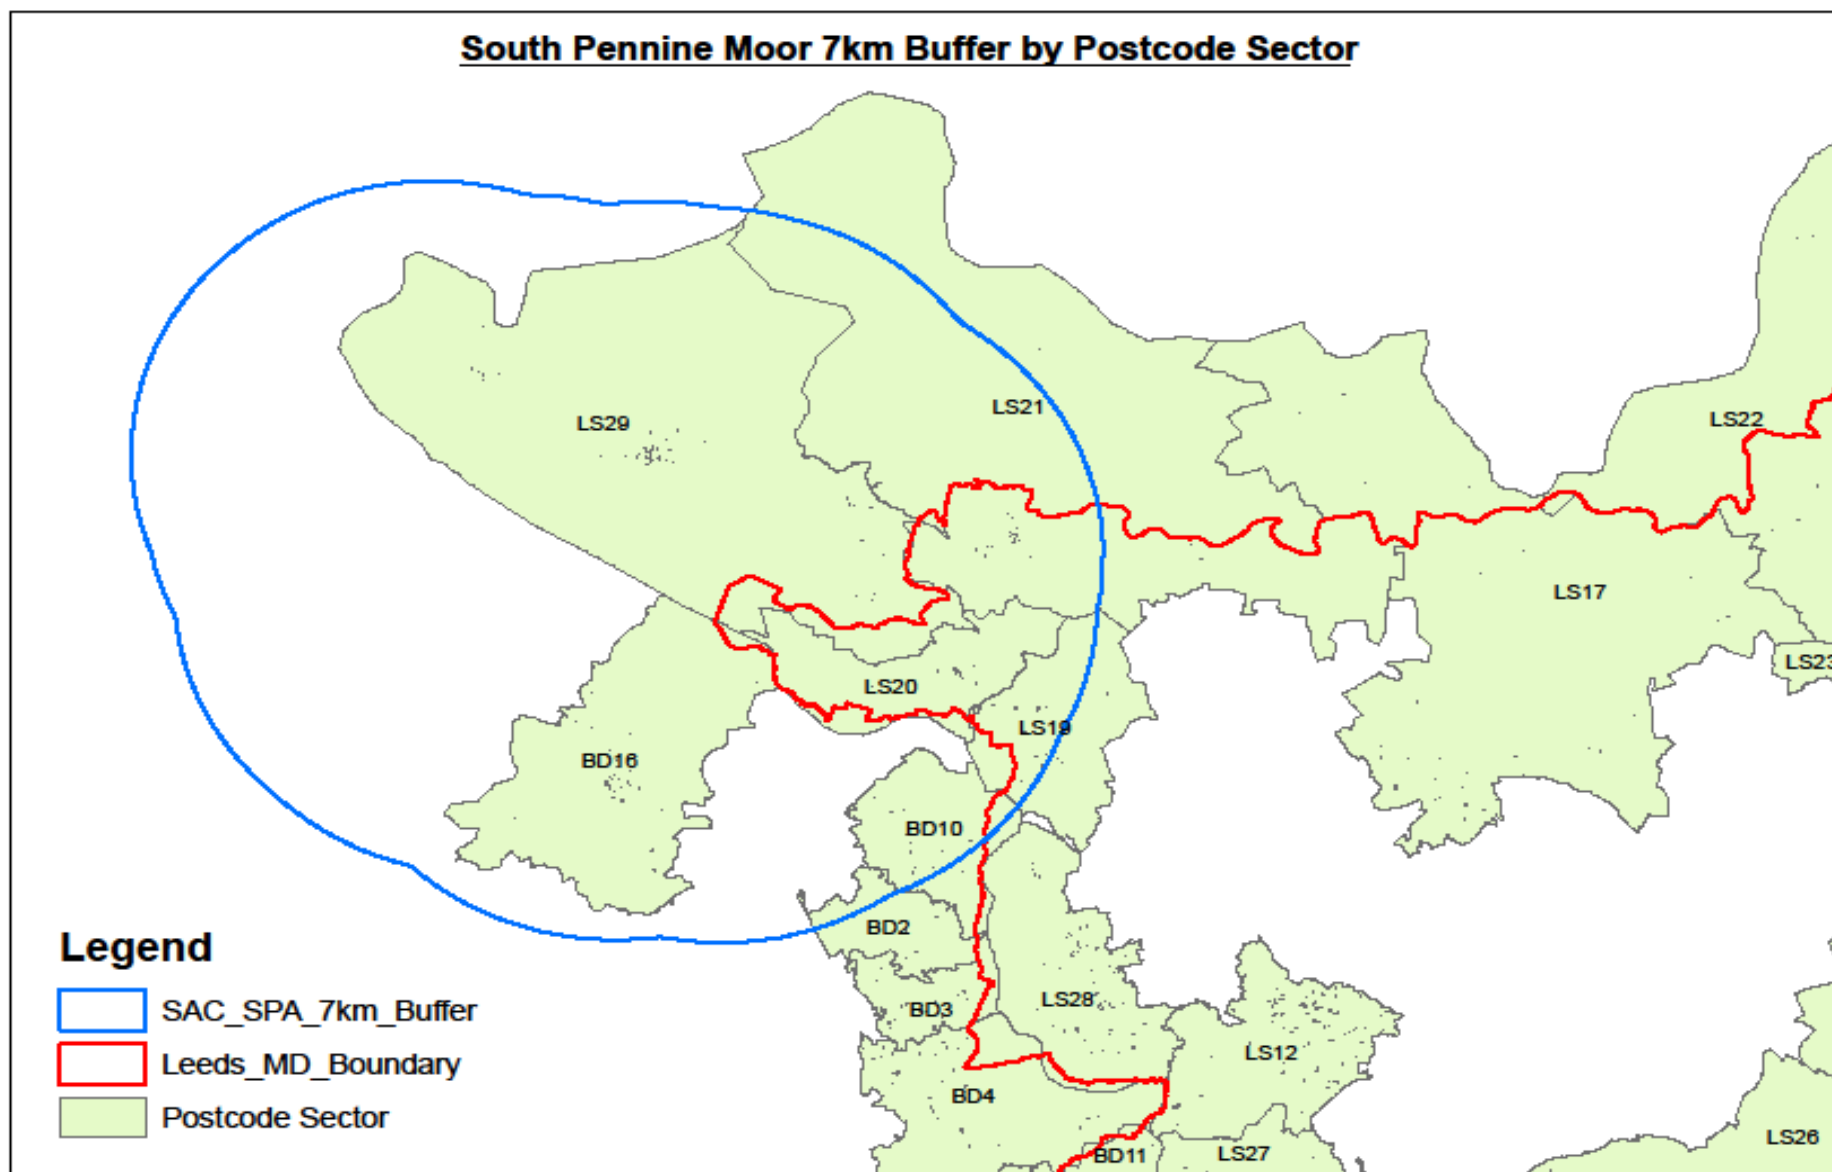 South Pennine Moor 7km Buffer by Postcode Sector
LS21
LS29
LS22
LS17
LS23
LS20
LS19
BD16
BD10
BD2
BD3
LS28
LS12
BD4
BD11
LS27
LS26
Legend
SAC_SPA_7km_Buffer
Leeds_MD_Boundary
Postcode Sector